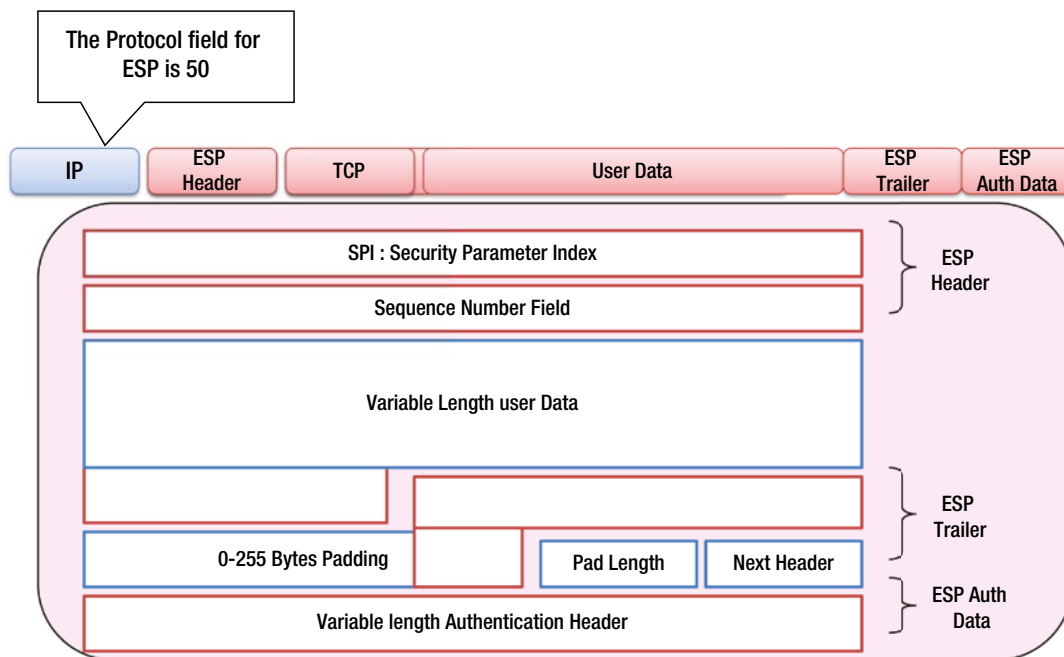 The Protocol field for
ESP is 50
IP
ESP
Header
TCP
User Data
ESP
Trailer
ESP
Auth Data
SPI : Security Parameter Index
ESP
Header
Sequence Number Field
Variable Length user Data
ESP
Trailer
0-255 Bytes Padding
Pad Length
Next Header
ESP Auth
Data
Variable length Authentication Header